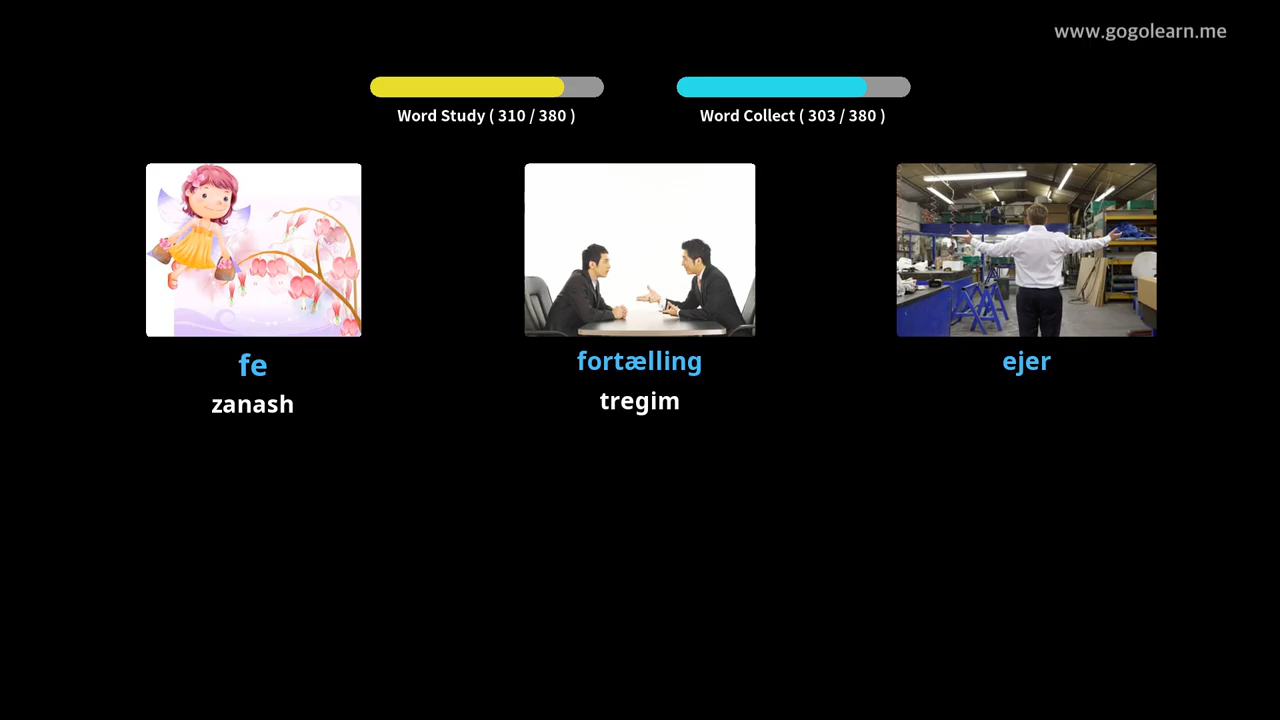 www.gogolearn.me
Word Study ( 310 / 380 )
Word Collect ( 303 / 380 )
fe
zanash
fortælling
tregim
ejer